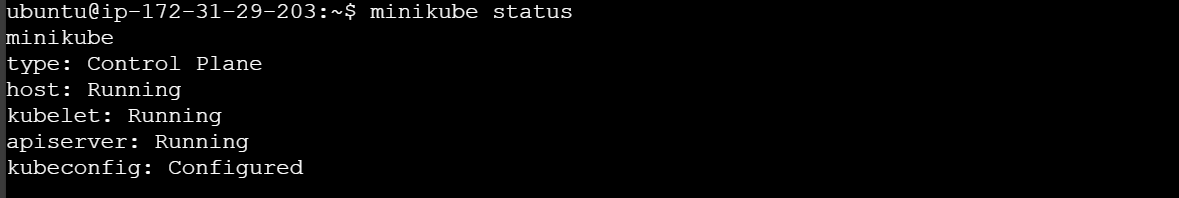 ubuntu@ip-172-31-29-203:~$ minikube status
minikube
type: Control Plane
host: Running
kubelet: Running
apiserver: Running
kubeconfig: Configured